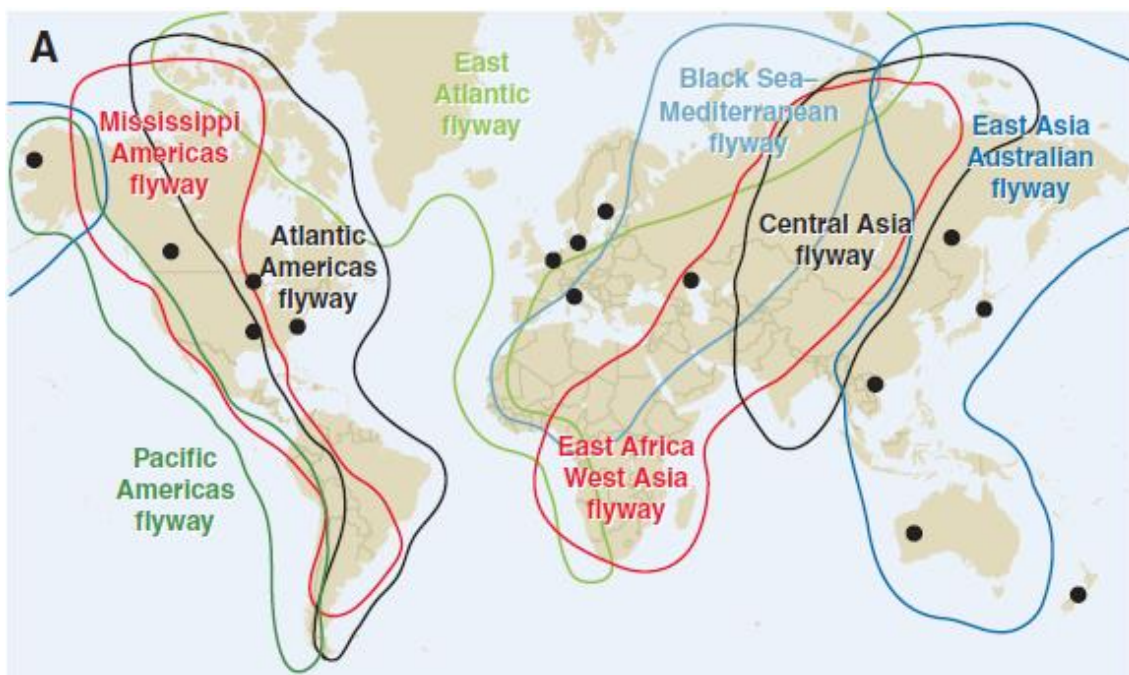 A
East
Atlantic
flyway
Black Sea–
Mediterranean
flyway
Mississippi
Americas
flyway
East Asia
Australian
flyway
Atlantic
Americas
flyway
Central Asia
flyway
Pacific
Americas
flyway
East Africa
West Asia
flyway